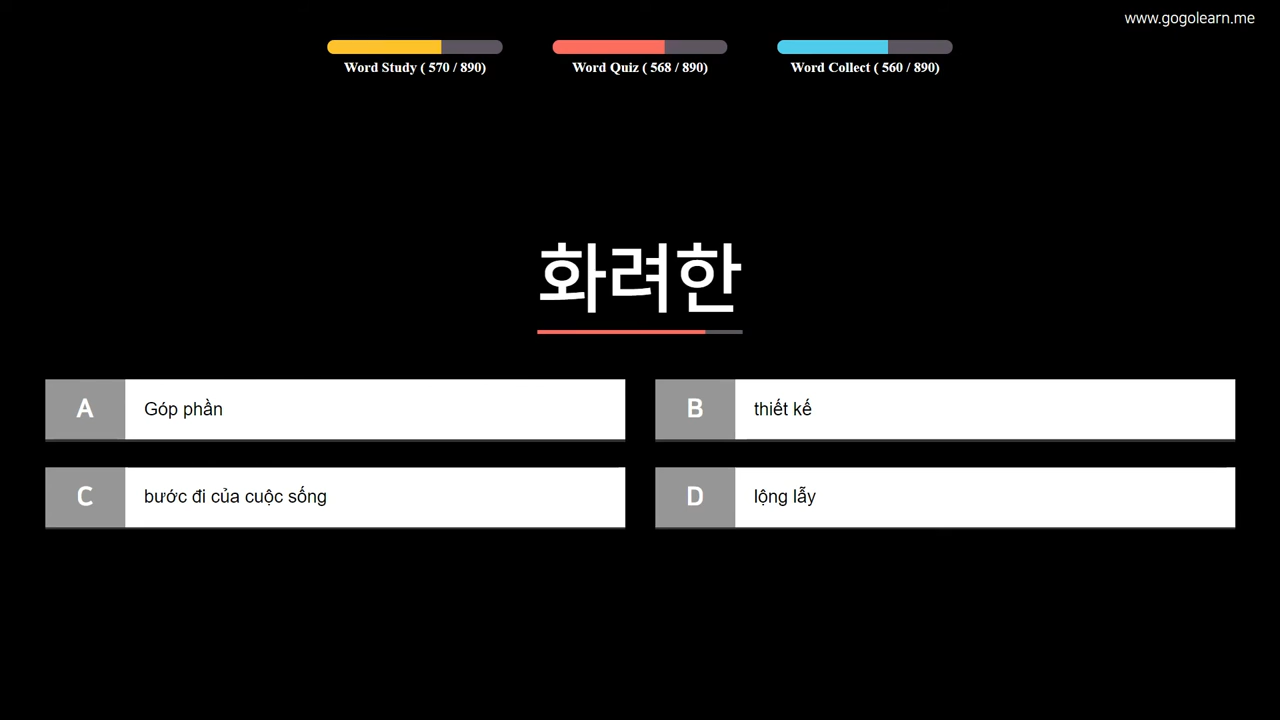 www.gogolearn.me
Word Study ( 570 / 890)
Word Quiz ( 568 / 890)
Word Collect ( 560 / 890)
화려한
A Góp phần
B thiết kế
C bước đi của cuộc sống
D lộng lẫy